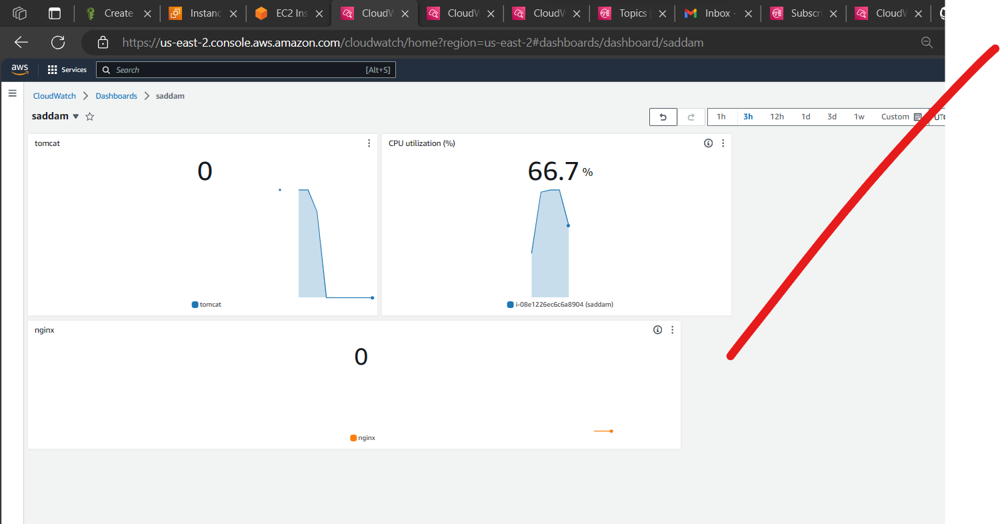 Create Instanc EC2 Ins CloudW CloudW CloudW Topics Inbox - Subscri CloudW
https://us-east-2.console.aws.amazon.com/cloudwatch/home?region=us-east-2#dashboards/dashboard/saddam
aws Services Search [Alt+S]
CloudWatch > Dashboards > saddam
saddam
1h 3h 12h 1d 3d 1w Custom UTC
tomcat
0
tomcat
CPU utilization (%)
66.7 %
i-08e1226ec6c6a8904 (saddam)
nginx
0
nginx